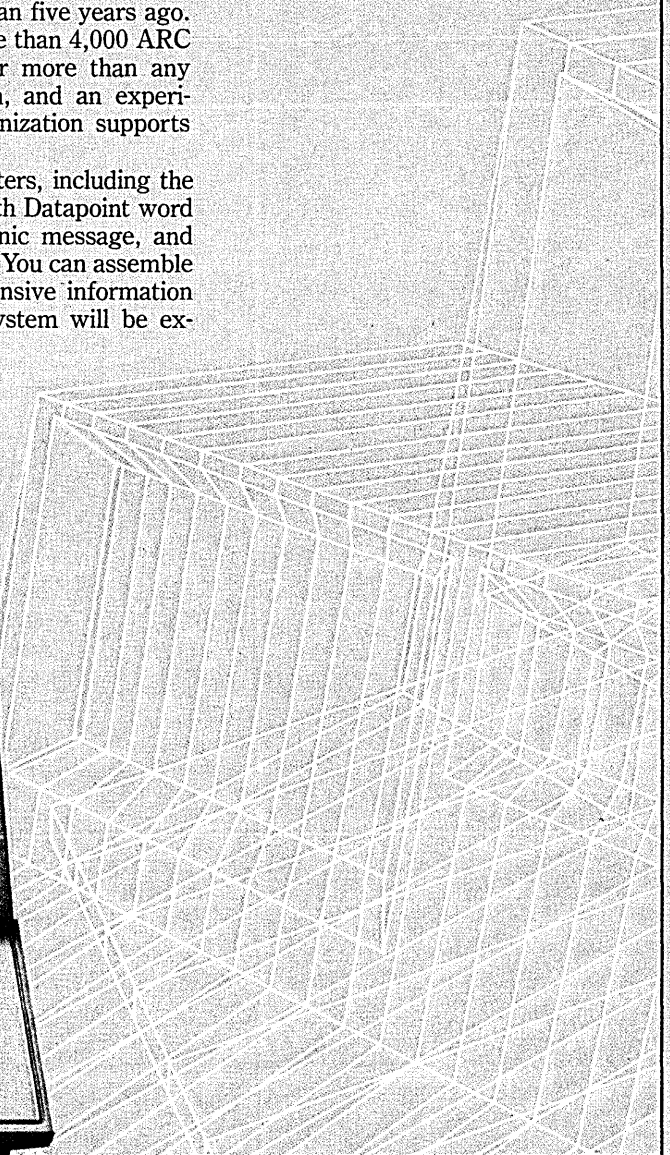 an five years ago.
e than 4,000 ARC
r more than any
, and an experi-
nization supports
ters, including the
th Datapoint word
nic message, and
You can assemble
nsive information
ystem will be ex-